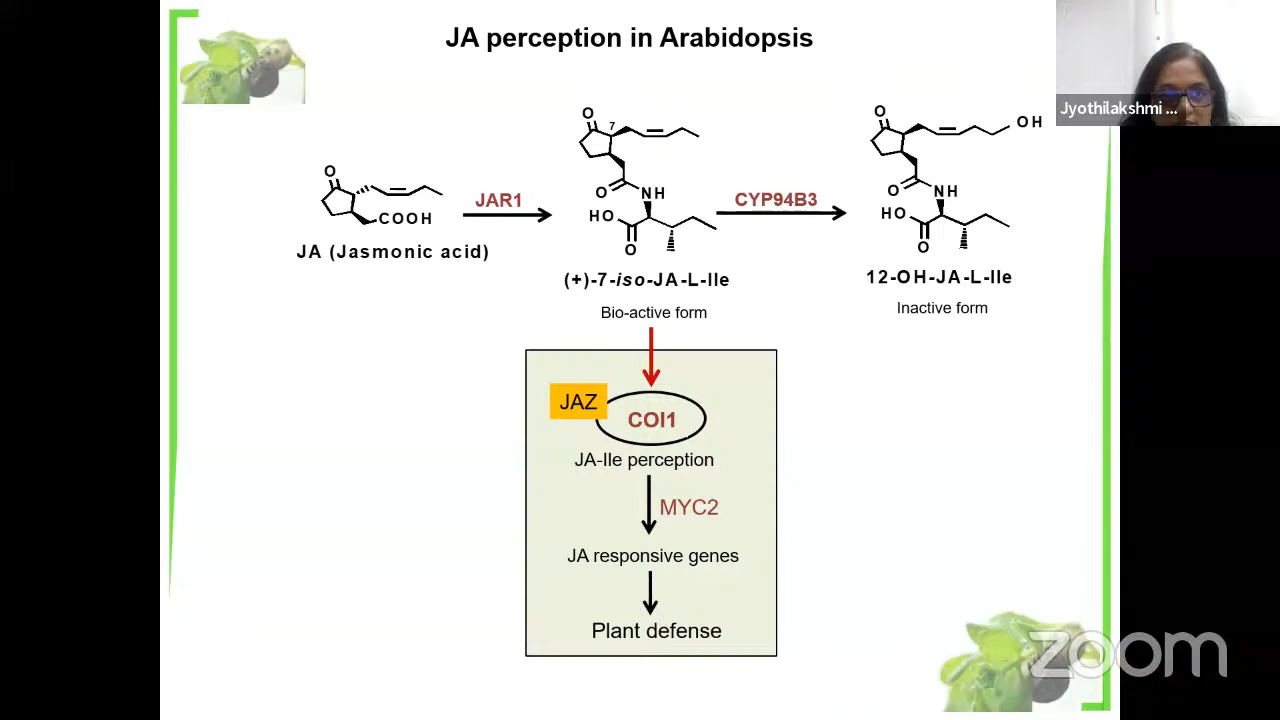 JA perception in Arabidopsis
Jyothilakshmi ...
O
COOH
JA (Jasmonic acid)
JAR1
O
7
O
NH
HO
O
(+)-7-iso-JA-L-Ile
Bio-active form
CYP94B3
O
OH
O
NH
HO
O
12-OH-JA-L-Ile
Inactive form
JAZ
COI1
JA-Ile perception
MYC2
JA responsive genes
Plant defense
zoom